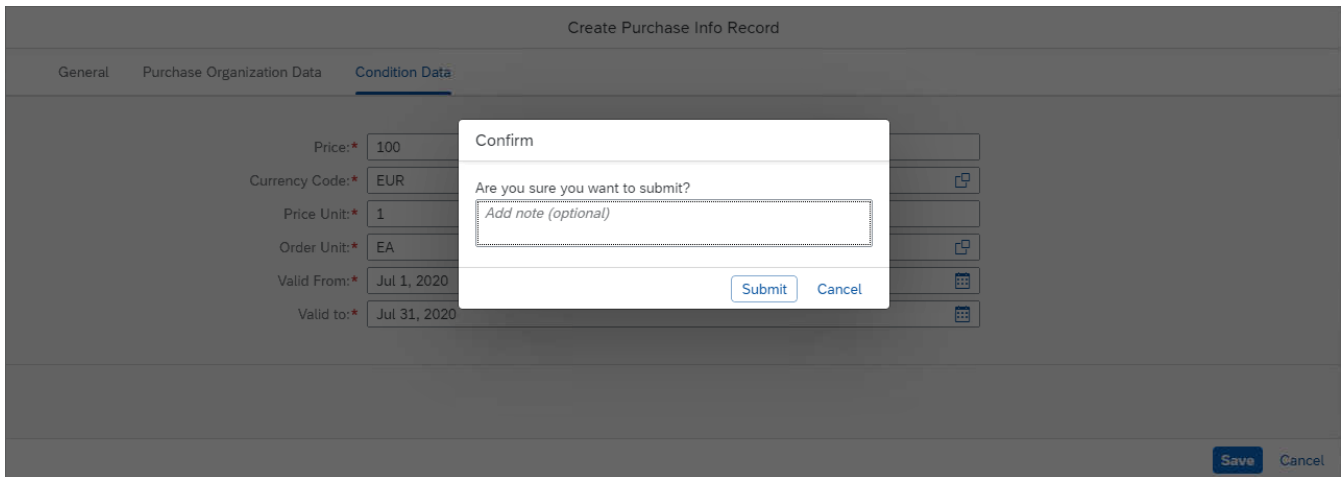 Create Purchase Info Record
General Purchase Organization Data Condition Data
Confirm
Are you sure you want to submit?
Add note (optional)
Submit Cancel
Price:* 100
Currency Code:* EUR
Price Unit:* 1
Order Unit:* EA
Valid From:* Jul 1, 2020
Valid to:* Jul 31, 2020
Save Cancel